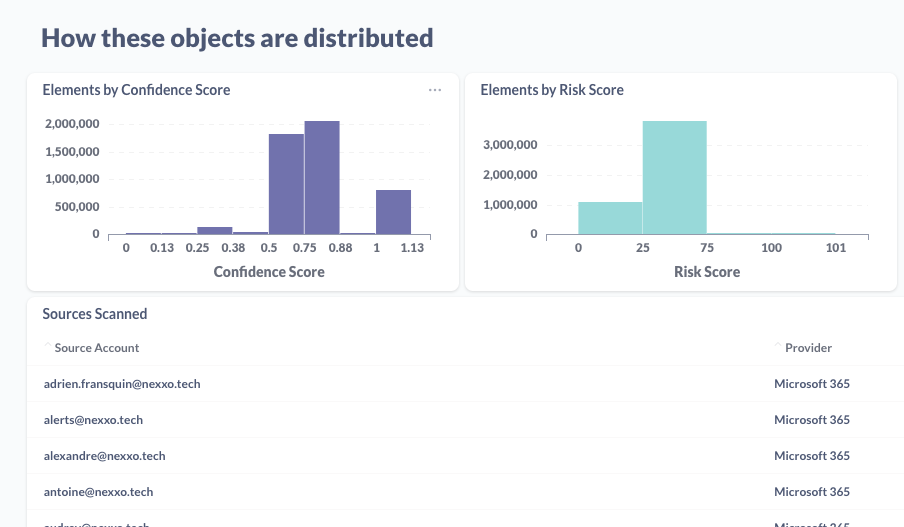 How these objects are distributed
Elements by Confidence Score
2,000,000
1,500,000
1,000,000
500,000
0
0 0.13 0.25 0.38 0.5 0.75 0.88 1 1.13
Confidence Score
Elements by Risk Score
3,000,000
2,000,000
1,000,000
0
0 25 75 100 101
Risk Score
Sources Scanned
Source Account Provider
adrien.fransquin@nexxo.tech Microsoft 365
alerts@nexxo.tech Microsoft 365
alexandre@nexxo.tech Microsoft 365
antoine@nexxo.tech Microsoft 365